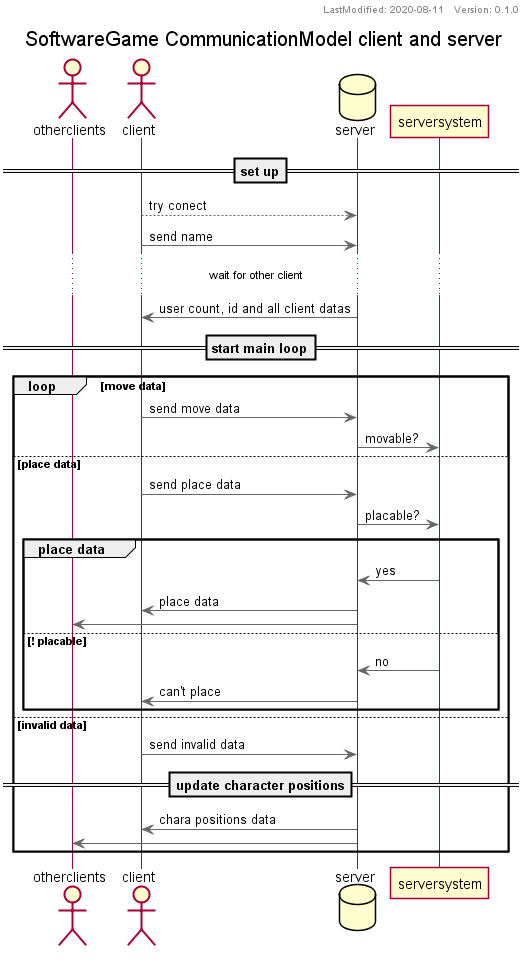 LastModified: 2020-08-11    Version: 0.1.0
SoftwareGame CommunicationModel client and server
otherclients client server serversystem
set up
try conect
send name
wait for other client
user count, id and all client datas
start main loop
loop [move data]
send move data
movable?
[place data]
send place data
placable?
place data
yes
place data
[! placable]
no
can't place
[invalid data]
send invalid data
update character positions
chara positions data
otherclients client server serversystem